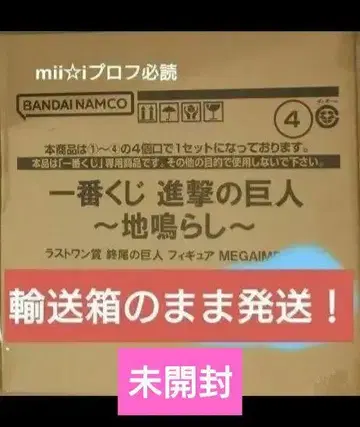 mii☆iプロフ必読
BANDAI NAMCO
④
本商品は①～④の4個口で1セットになっております。
本品は「一番くじ」専用商品です。その他の目的で使用しないで下さい。
一番くじ 進撃の巨人
～地鳴らし～
ラストワン賞 終尾の巨人 フィギュア MEGAIM
輸送箱のまま発送！
未開封